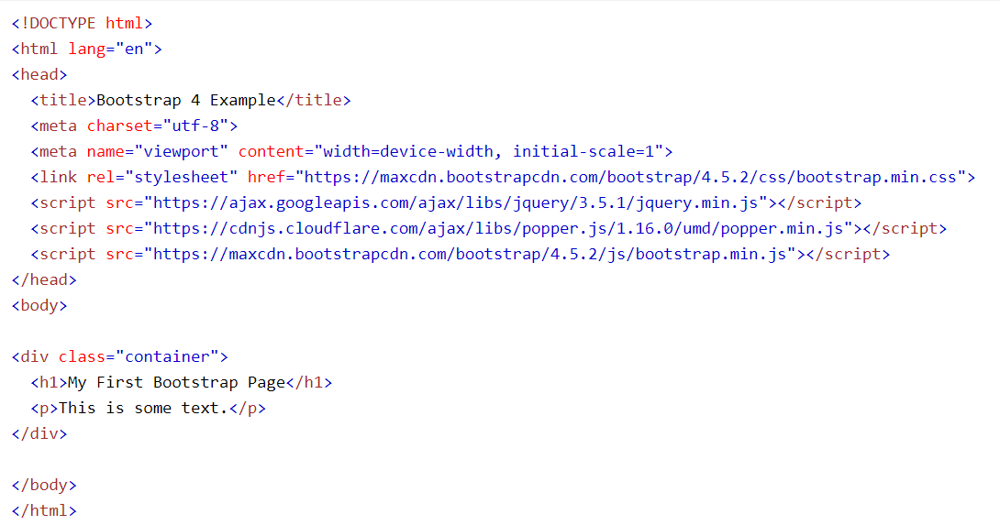 <!DOCTYPE html>
<html lang="en">
<head>
  <title>Bootstrap 4 Example</title>
  <meta charset="utf-8">
  <meta name="viewport" content="width=device-width, initial-scale=1">
  <link rel="stylesheet" href="https://maxcdn.bootstrapcdn.com/bootstrap/4.5.2/css/bootstrap.min.css">
  <script src="https://ajax.googleapis.com/ajax/libs/jquery/3.5.1/jquery.min.js"></script>
  <script src="https://cdnjs.cloudflare.com/ajax/libs/popper.js/1.16.0/umd/popper.min.js"></script>
  <script src="https://maxcdn.bootstrapcdn.com/bootstrap/4.5.2/js/bootstrap.min.js"></script>
</head>
<body>

<div class="container">
  <h1>My First Bootstrap Page</h1>
  <p>This is some text.</p>
</div>

</body>
</html>